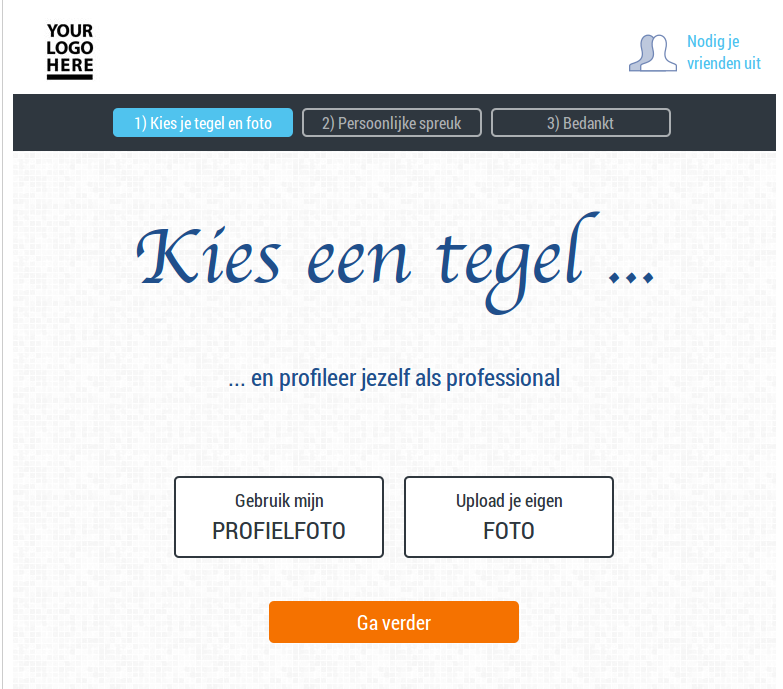 YOUR
LOGO
HERE
Nodig je
vrienden uit
1) Kies je tegel en foto
2) Persoonlijke spreuk
3) Bedankt
Kies een tegel ...
... en profileer jezelf als professional
Gebruik mijn
PROFIELFOTO
Upload je eigen
FOTO
Ga verder